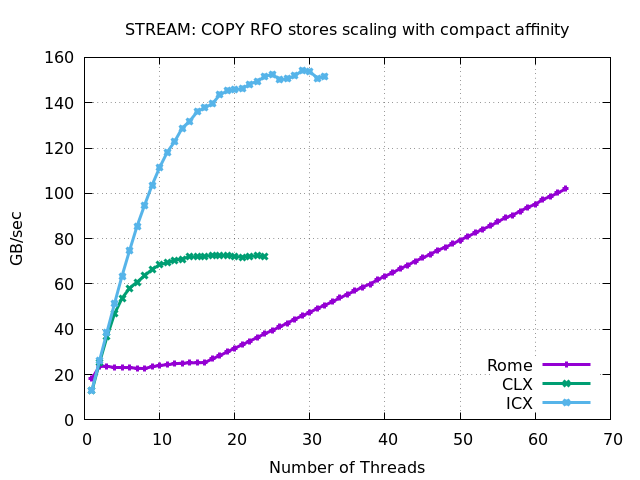 STREAM: COPY RFO stores scaling with compact affinity
160
140
120
100
80
60
40
20
0
GB/sec
0 10 20 30 40 50 60 70
Number of Threads
Rome
CLX
ICX